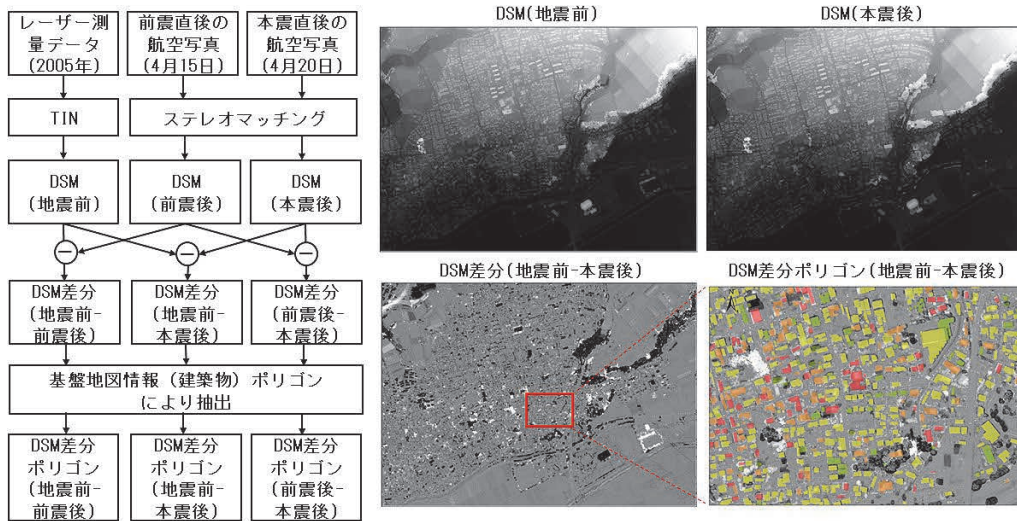 レーザー測
量データ
(2005年)
前震直後の
航空写真
(4月15日)
本震直後の
航空写真
(4月20日)
TIN
ステレオマッチング
DSM
(地震前)
DSM
(前震後)
DSM
(本震後)
−
−
−
DSM差分
(地震前-
前震後)
DSM差分
(地震前-
本震後)
DSM差分
(前震後-
本震後)
基盤地図情報(建築物)ポリゴン
により抽出
DSM差分
ポリゴン
(地震前-
前震後)
DSM差分
ポリゴン
(地震前-
本震後)
DSM差分
ポリゴン
(前震後-
本震後)
DSM(地震前)
DSM(本震後)
DSM差分(地震前-本震後)
DSM差分ポリゴン(地震前-本震後)